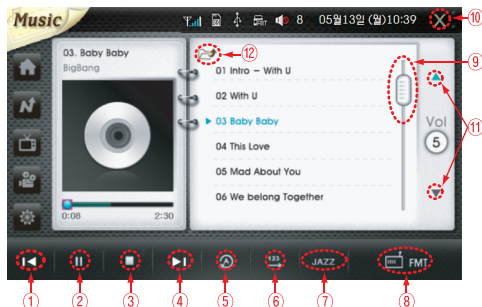 Music
8 05월13일 (월)10:39
⑩
03. Baby Baby
BigBang
0:08 2:30
⑫
01 Intro - With U
02 With U
03 Baby Baby
04 This Love
05 Mad About You
06 We belong Together
⑨
Vol
5
⑪
123
JAZZ
FMT
① ② ③ ④ ⑤ ⑥ ⑦ ⑧